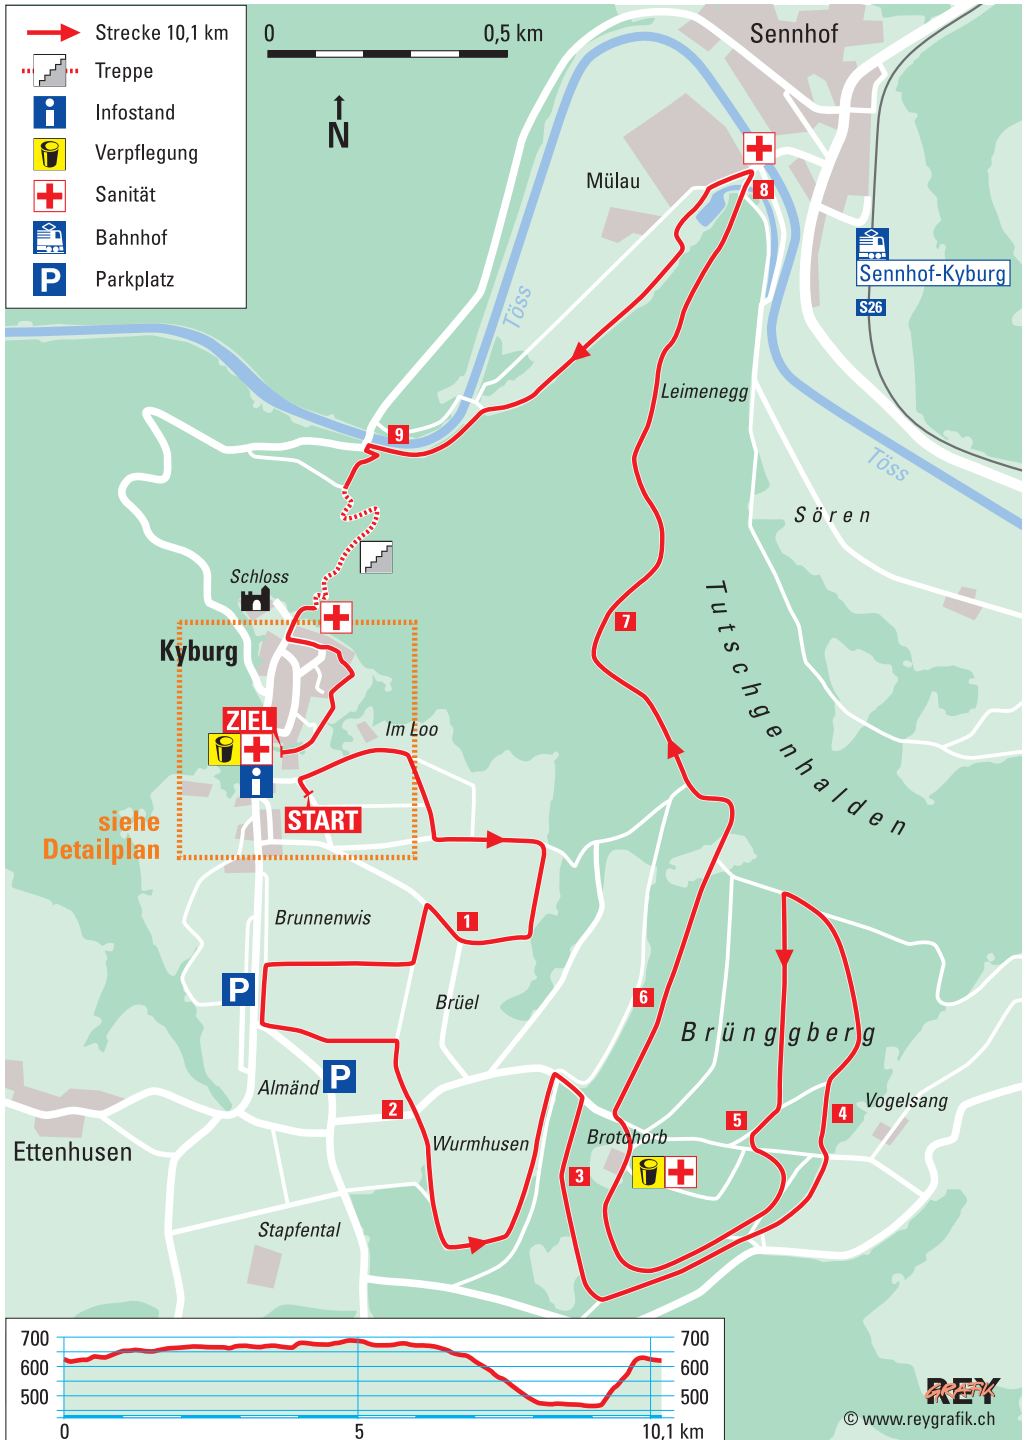 Strecke 10,1 km
Treppe
Infostand
Verpflegung
Sanität
Bahnhof
P
Parkplatz
0
0,5 km
N
Sennhof
Mülau
8
Sennhof-Kyburg
S26
Töss
Leimenegg
9
Töss
Sören
Schloss
Tutschgenhalden
7
Kyburg
ZIEL
Im Loo
START
siehe
Detailplan
Brunnenwis
1
P
Brüel
6
Brünggberg
Almänd
P
2
Wurmhusen
Brotchorb
5
4
Vogelsang
Ettenhusen
3
Stapfental
700
600
500
700
600
500
0
5
10,1 km
REY
GRAFIK
© www.reygrafik.ch